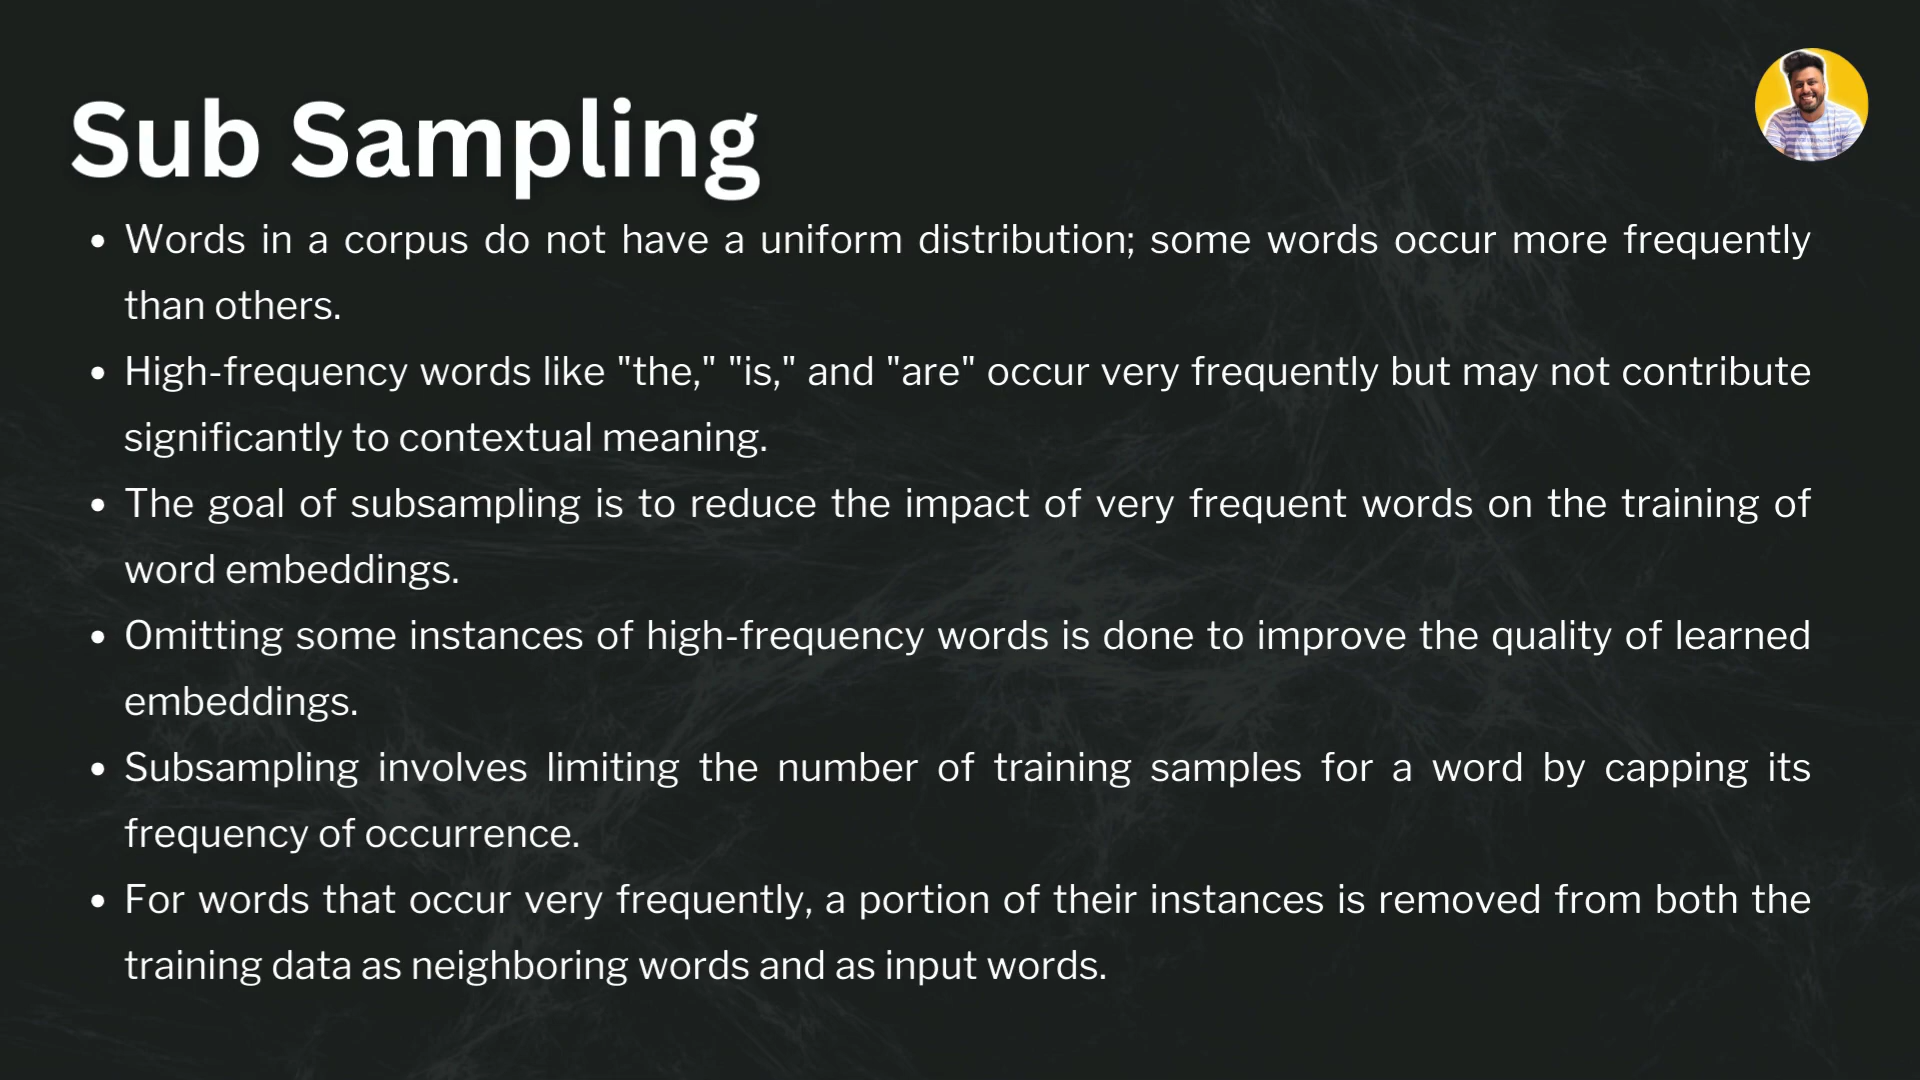 Sub Sampling
• Words in a corpus do not have a uniform distribution; some words occur more frequently
than others.
• High-frequency words like "the," "is," and "are" occur very frequently but may not contribute
significantly to contextual meaning.
• The goal of subsampling is to reduce the impact of very frequent words on the training of
word embeddings.
• Omitting some instances of high-frequency words is done to improve the quality of learned
embeddings.
• Subsampling involves limiting the number of training samples for a word by capping its
frequency of occurrence.
• For words that occur very frequently, a portion of their instances is removed from both the
training data as neighboring words and as input words.